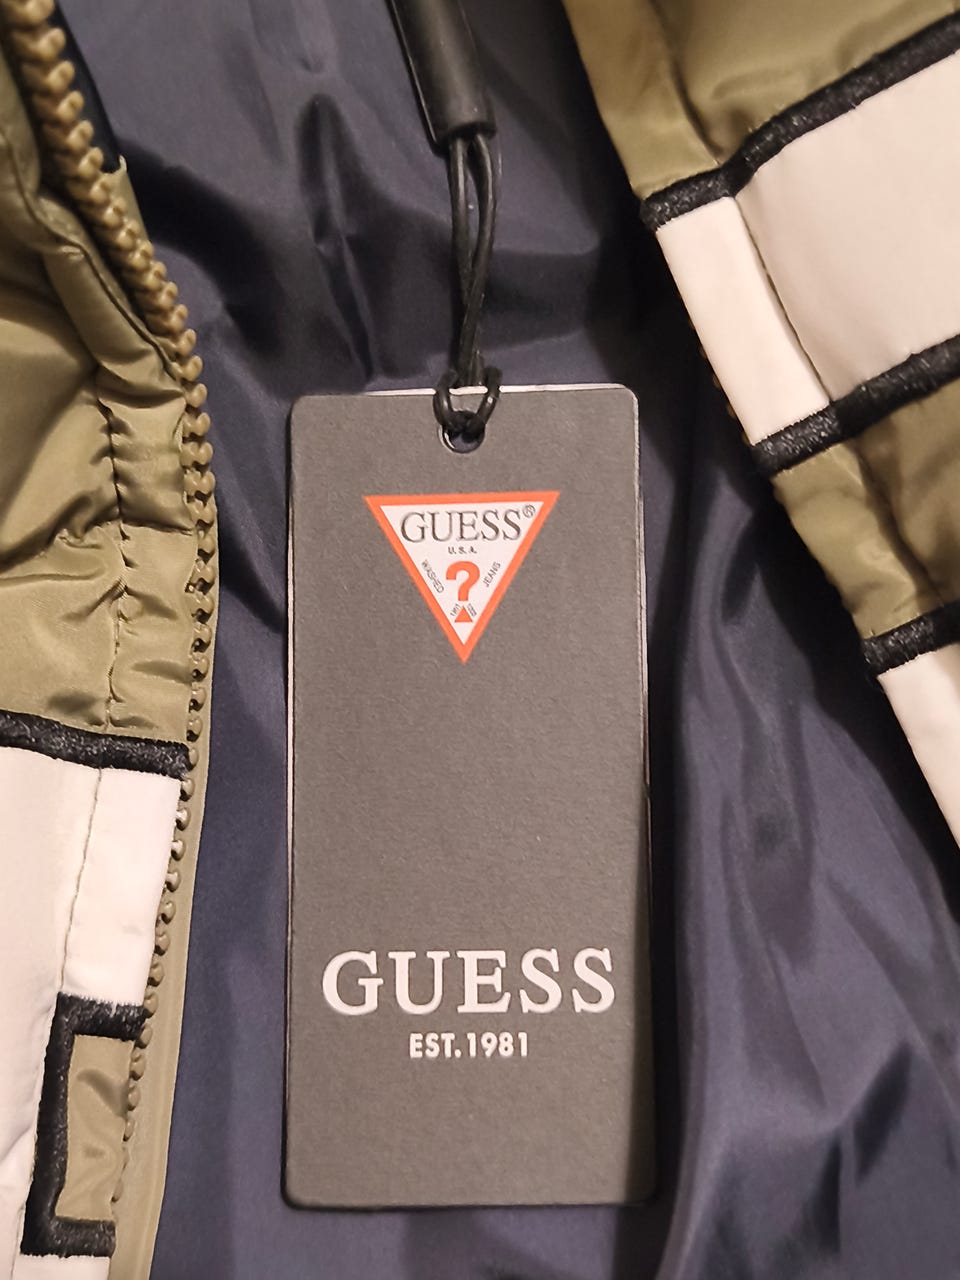 GUESS®
U.S.A.
WASHED
?
JEANS
GUESS
EST.1981